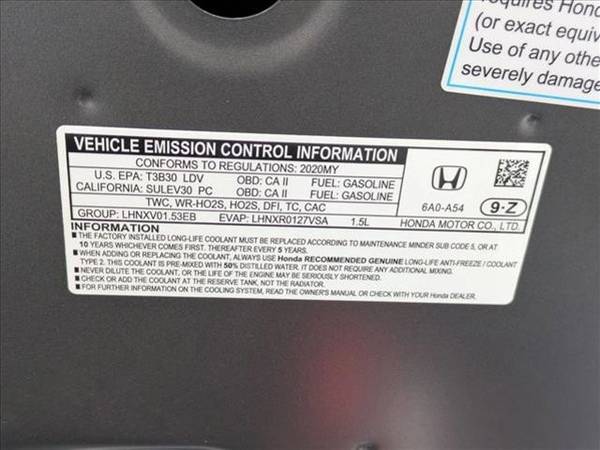 equires Hond
(or exact equiv
Use of any othe
severely damage
VEHICLE EMISSION CONTROL INFORMATION
CONFORMS TO REGULATIONS: 2020MY
U.S. EPA: T3B30 LDV OBD: CA II FUEL: GASOLINE
CALIFORNIA: SULEV30 PC OBD: CA II FUEL: GASOLINE
TWC, WR-HO2S, HO2S, DFI, TC, CAC
GROUP: LHNXV01.53EB EVAP: LHNXR0127VSA 1.5L
6A0-A54
9-Z
HONDA MOTOR CO., LTD.
INFORMATION
■ THE FACTORY INSTALLED LONG-LIFE COOLANT MUST BE REPLACED ACCORDING TO MAINTENANCE MINDER SUB CODE 5, OR AT
10 YEARS WHICHEVER COMES FIRST. THEREAFTER EVERY 5 YEARS.
■ WHEN ADDING OR REPLACING THE COOLANT, ALWAYS USE Honda RECOMMENDED GENUINE LONG-LIFE ANTI-FREEZE / COOLANT
TYPE 2. THIS COOLANT IS PRE-MIXED WITH 50% DISTILLED WATER. IT DOES NOT REQUIRE ANY ADDITIONAL MIXING.
■ NEVER DILUTE THE COOLANT, OR THE LIFE OF THE ENGINE MAY BE SERIOUSLY SHORTENED.
■ CHECK OR ADD THE COOLANT AT THE RESERVE TANK, NOT THE RADIATOR.
■ FOR FURTHER INFORMATION ON THE COOLING SYSTEM, READ THE OWNER'S MANUAL OR CHECK WITH YOUR Honda DEALER.